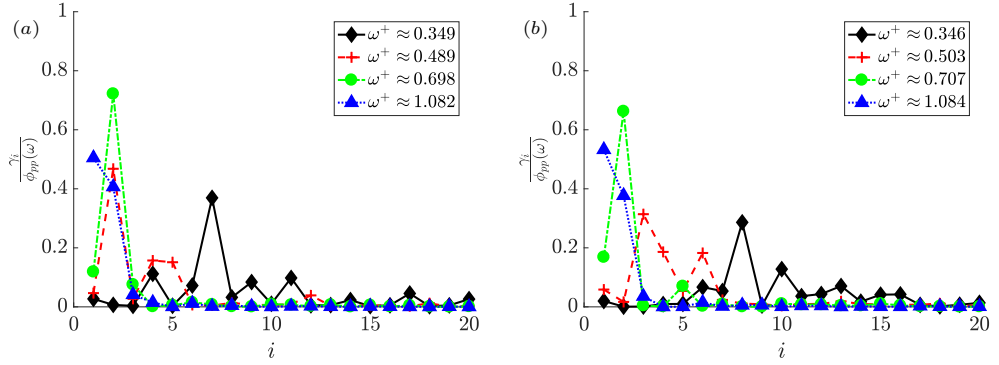 (a)
1
0.8
0.6
0.4
0.2
0
γi/ϕpp(ω)
ω+ ≈ 0.349
ω+ ≈ 0.489
ω+ ≈ 0.698
ω+ ≈ 1.082
0 5 10 15 20
i
(b)
1
0.8
0.6
0.4
0.2
0
γi/ϕpp(ω)
ω+ ≈ 0.346
ω+ ≈ 0.503
ω+ ≈ 0.707
ω+ ≈ 1.084
0 5 10 15 20
i